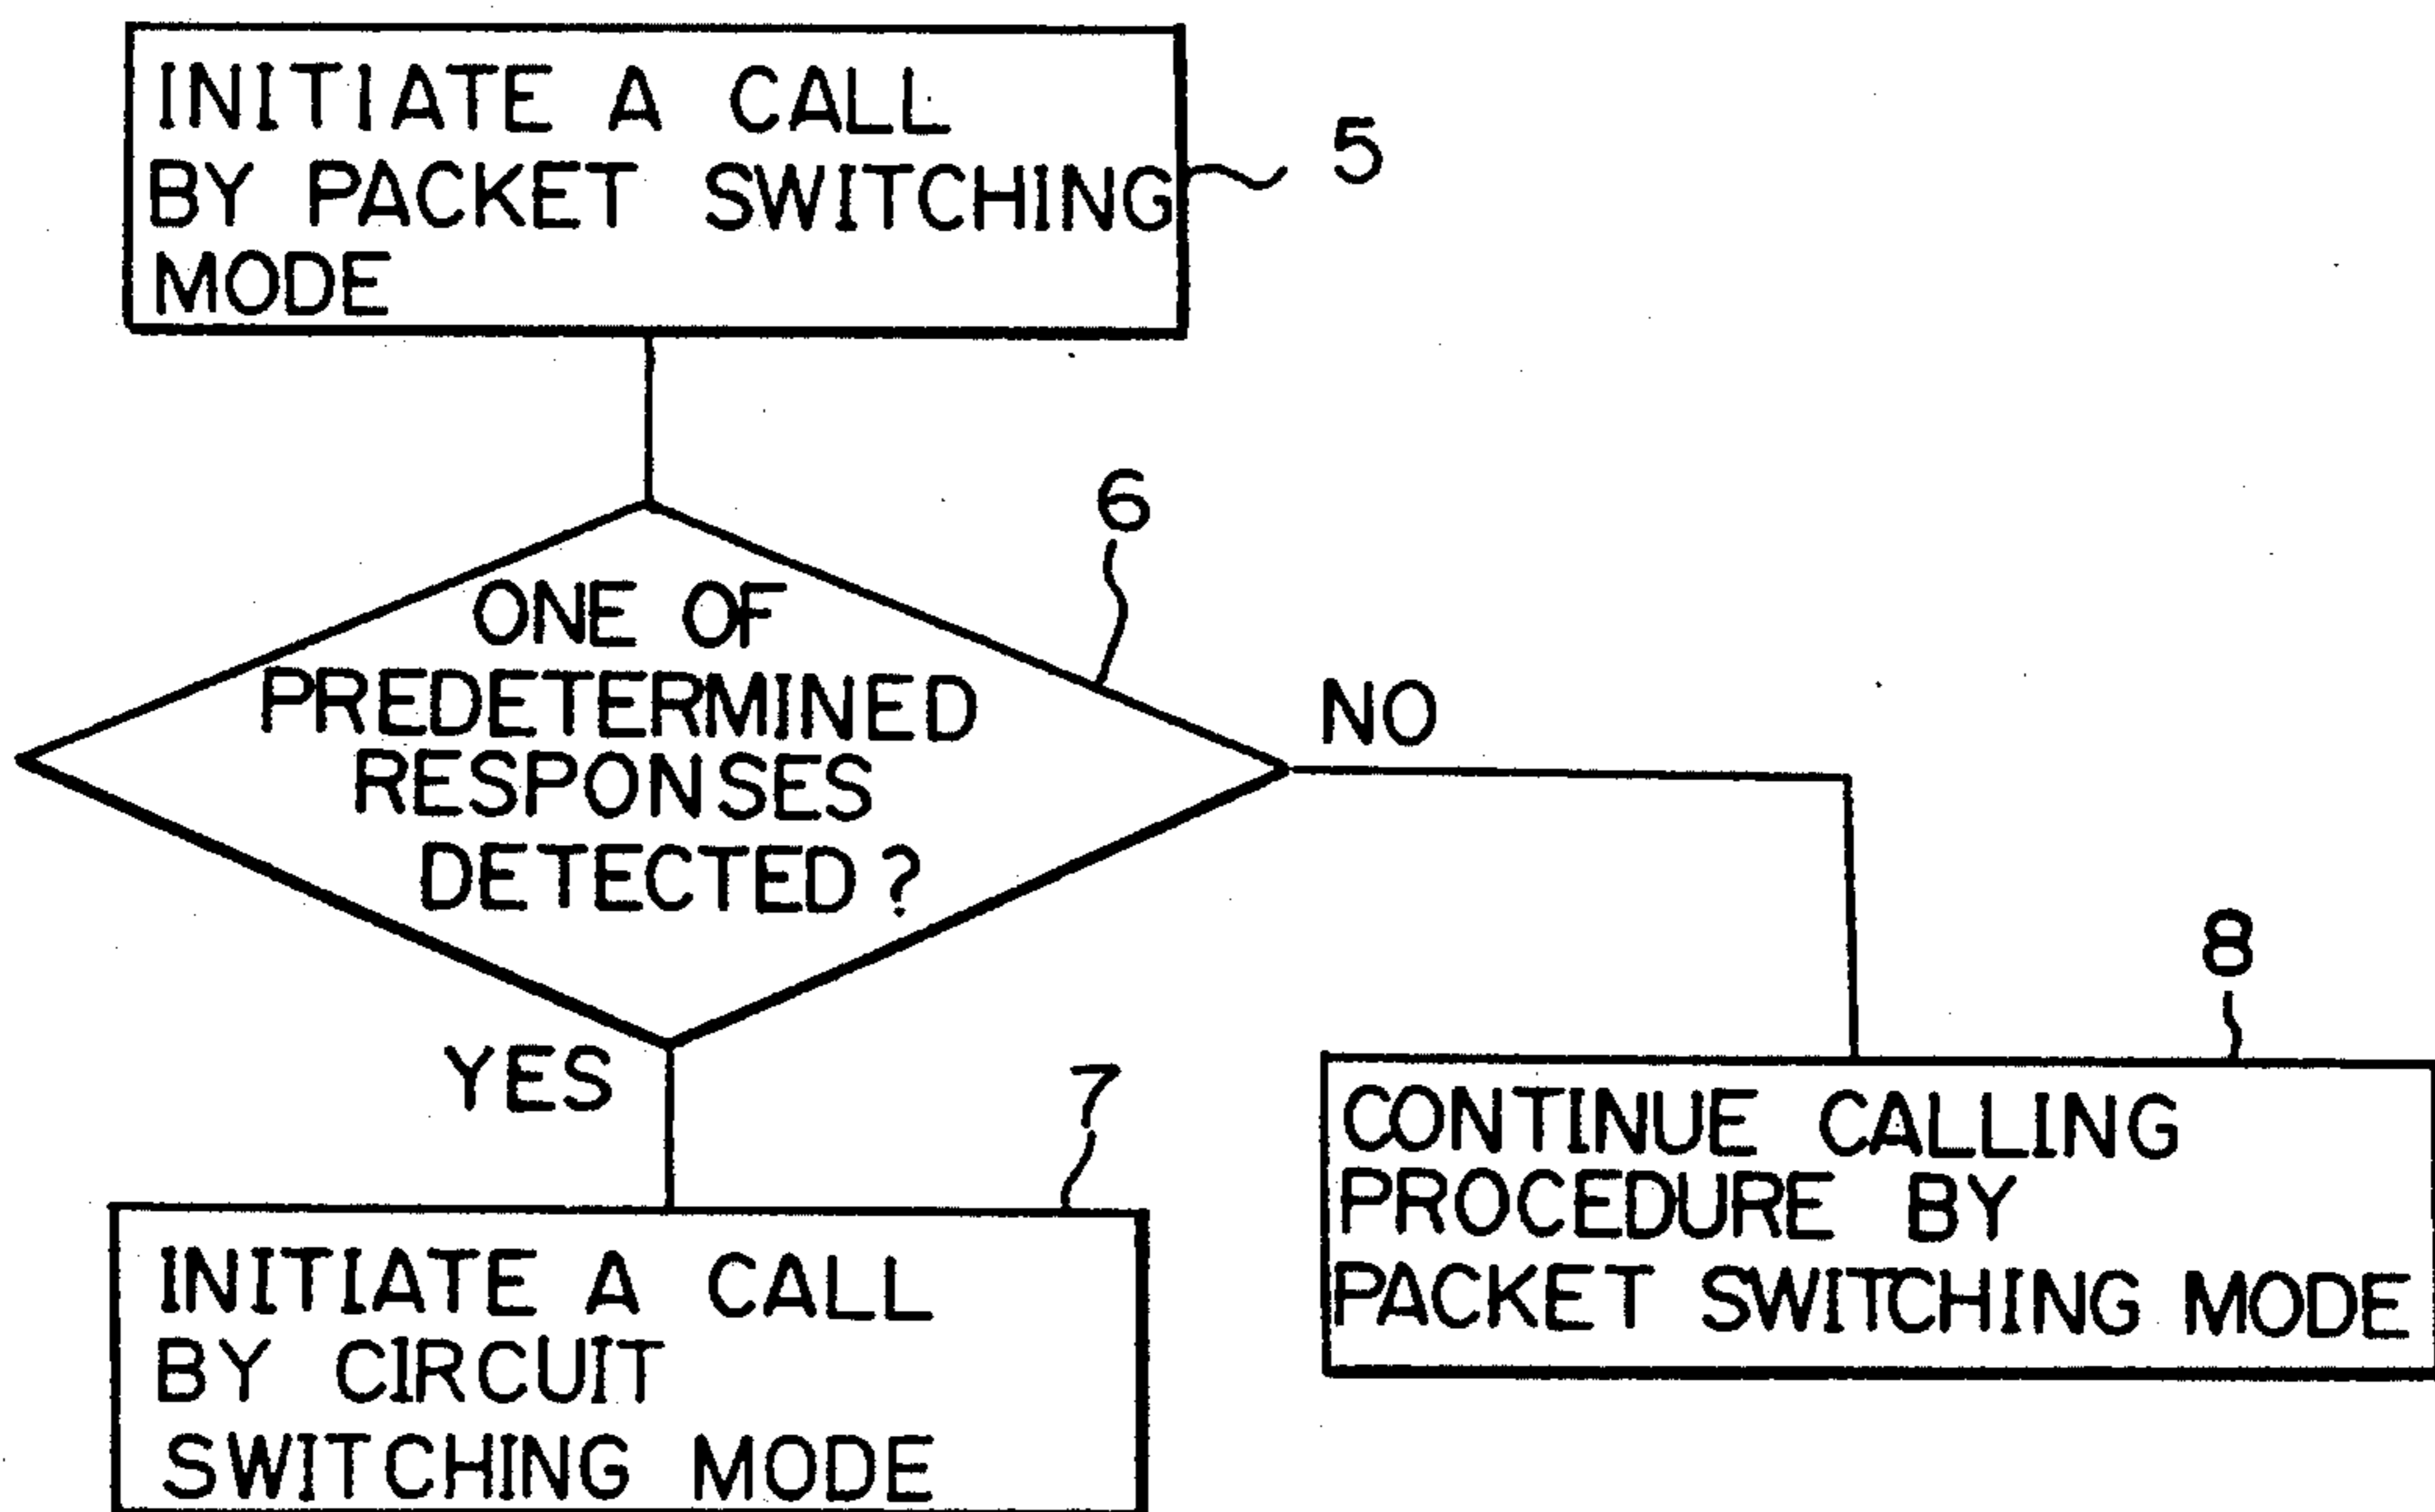 INITIATE A CALL
BY PACKET SWITCHING
MODE
5
6
ONE OF
PREDETERMINED
RESPONSES
DETECTED?
NO
YES
7
8
INITIATE A CALL
BY CIRCUIT
SWITCHING MODE
CONTINUE CALLING
PROCEDURE BY
PACKET SWITCHING MODE